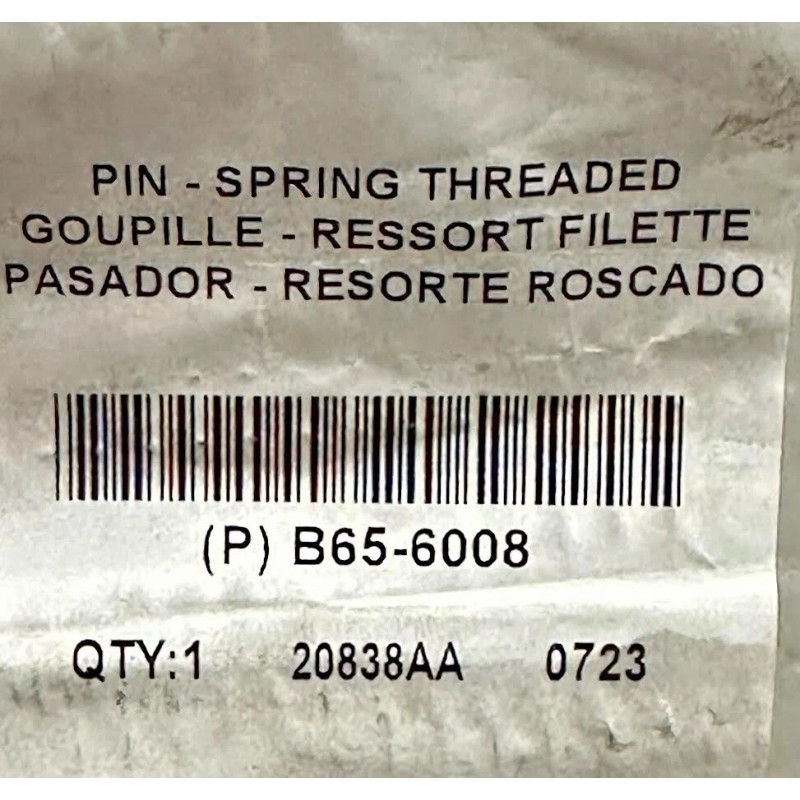 PIN - SPRING THREADED
GOUPILLE - RESSORT FILETTE
PASADOR - RESORTE ROSCADO
(P) B65-6008
QTY:1 20838AA 0723